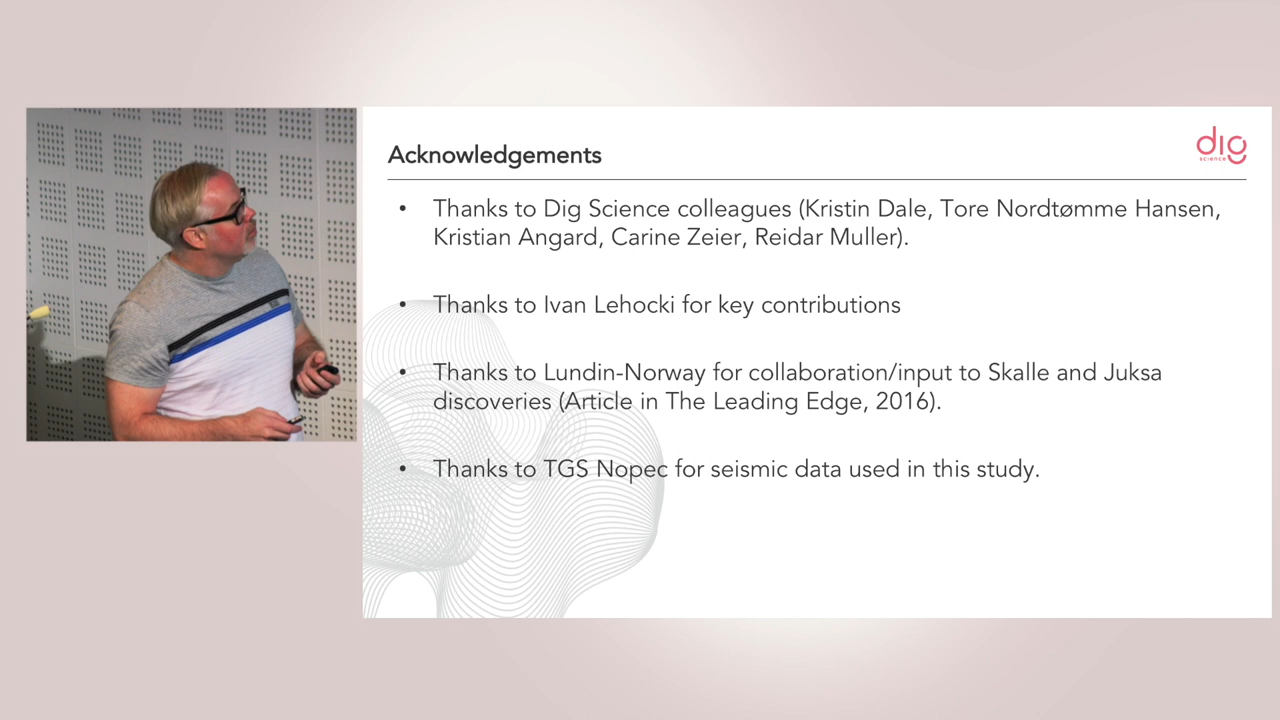 Acknowledgements
dig
science
• Thanks to Dig Science colleagues (Kristin Dale, Tore Nordtømme Hansen,
Kristian Angard, Carine Zeier, Reidar Muller).
• Thanks to Ivan Lehocki for key contributions
• Thanks to Lundin-Norway for collaboration/input to Skalle and Juksa
discoveries (Article in The Leading Edge, 2016).
• Thanks to TGS Nopec for seismic data used in this study.